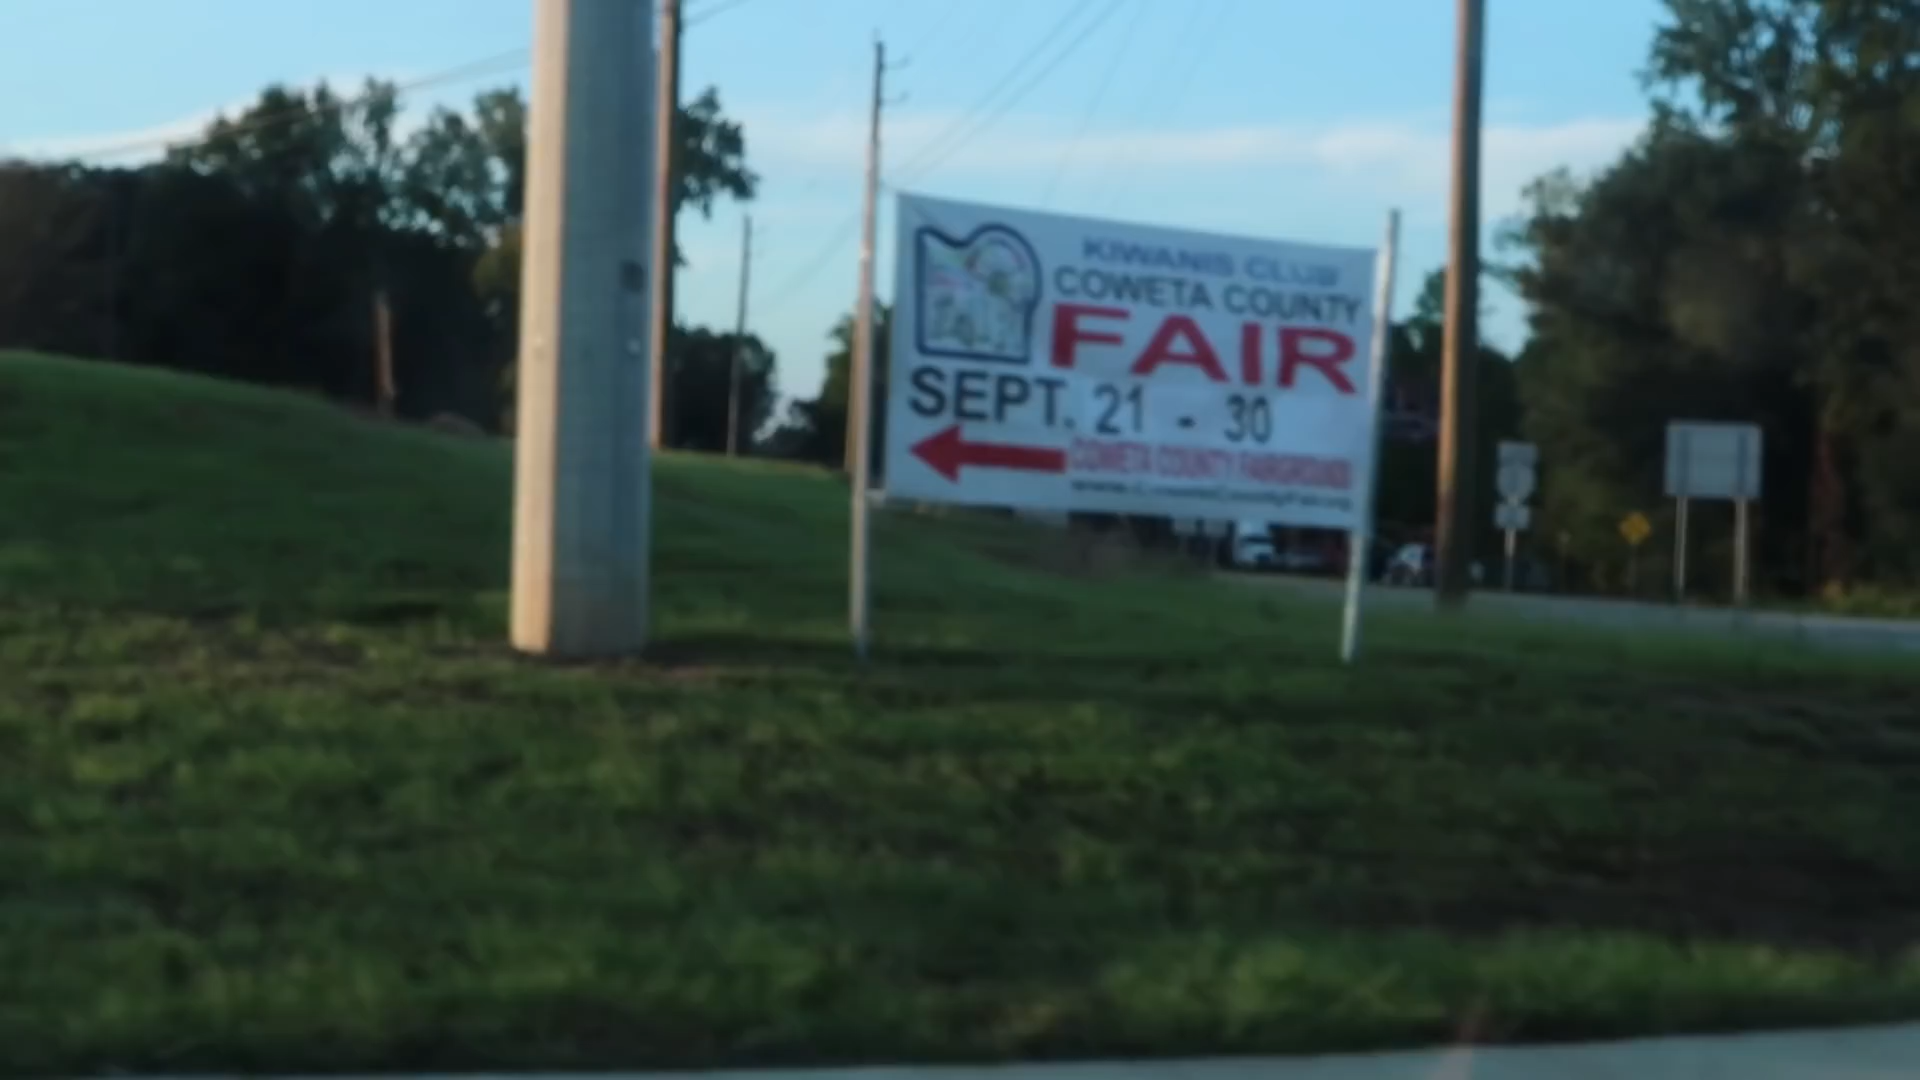 KIWANIS CLUB
COWETA COUNTY
FAIR
SEPT. 21 - 30
COWETA COUNTY FAIRGROUNDS